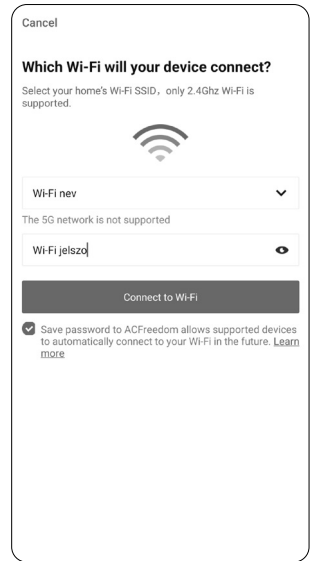 Cancel
Which Wi-Fi will your device connect?
Select your home's Wi-Fi SSID, only 2.4Ghz Wi-Fi is
supported.
Wi-Fi nev
The 5G network is not supported
Wi-Fi jelszo
Connect to Wi-Fi
Save password to ACFreedom allows supported devices
to automatically connect to your Wi-Fi in the future. Learn
more